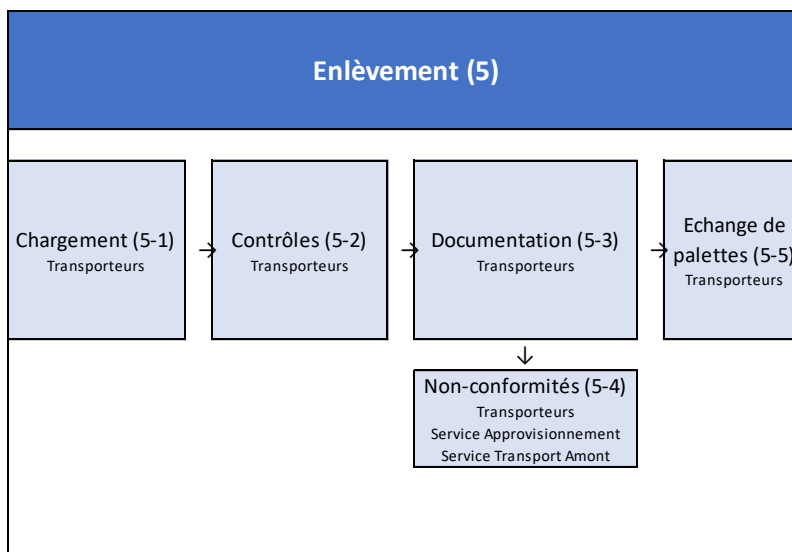 Enlèvement (5)
Chargement (5-1)
Transporteurs
Contrôles (5-2)
Transporteurs
Documentation (5-3)
Transporteurs
Echange de
palettes (5-5)
Transporteurs
Non-conformités (5-4)
Transporteurs
Service Approvisionnement
Service Transport Amont